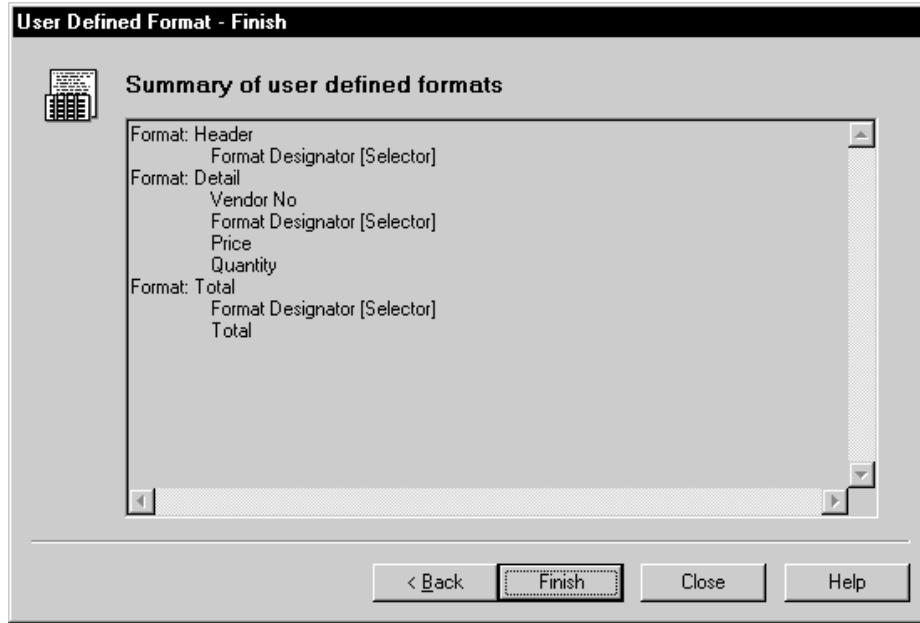 User Defined Format - Finish
Summary of user defined formats
Format: Header
Format Designator [Selector]
Format: Detail
Vendor No
Format Designator [Selector]
Price
Quantity
Format: Total
Format Designator [Selector]
Total
< Back Finish Close Help